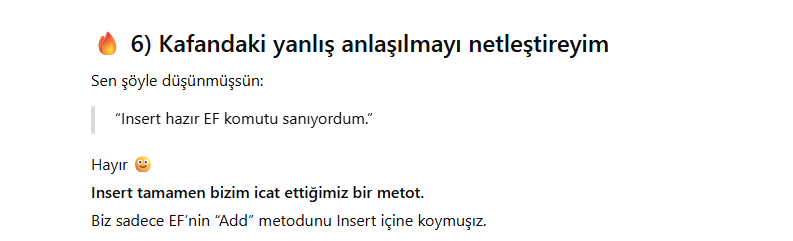 🔥 6) Kafandaki yanlış anlaşılmayı netleştireyim
Sen şöyle düşünmüşsün:
“Insert hazır EF komutu sanıyordum.”
Hayır 🙂
Insert tamamen bizim icat ettiğimiz bir metot.
Biz sadece EF’nin “Add” metodunu Insert içine koymuşız.